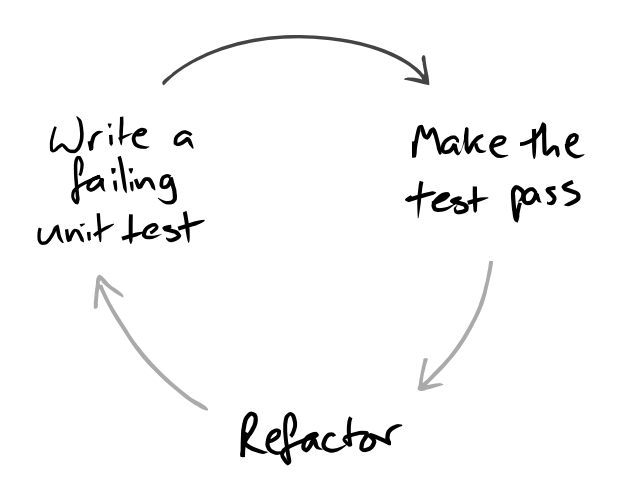 Write a
failing
unit test
Make the
test pass
Refactor